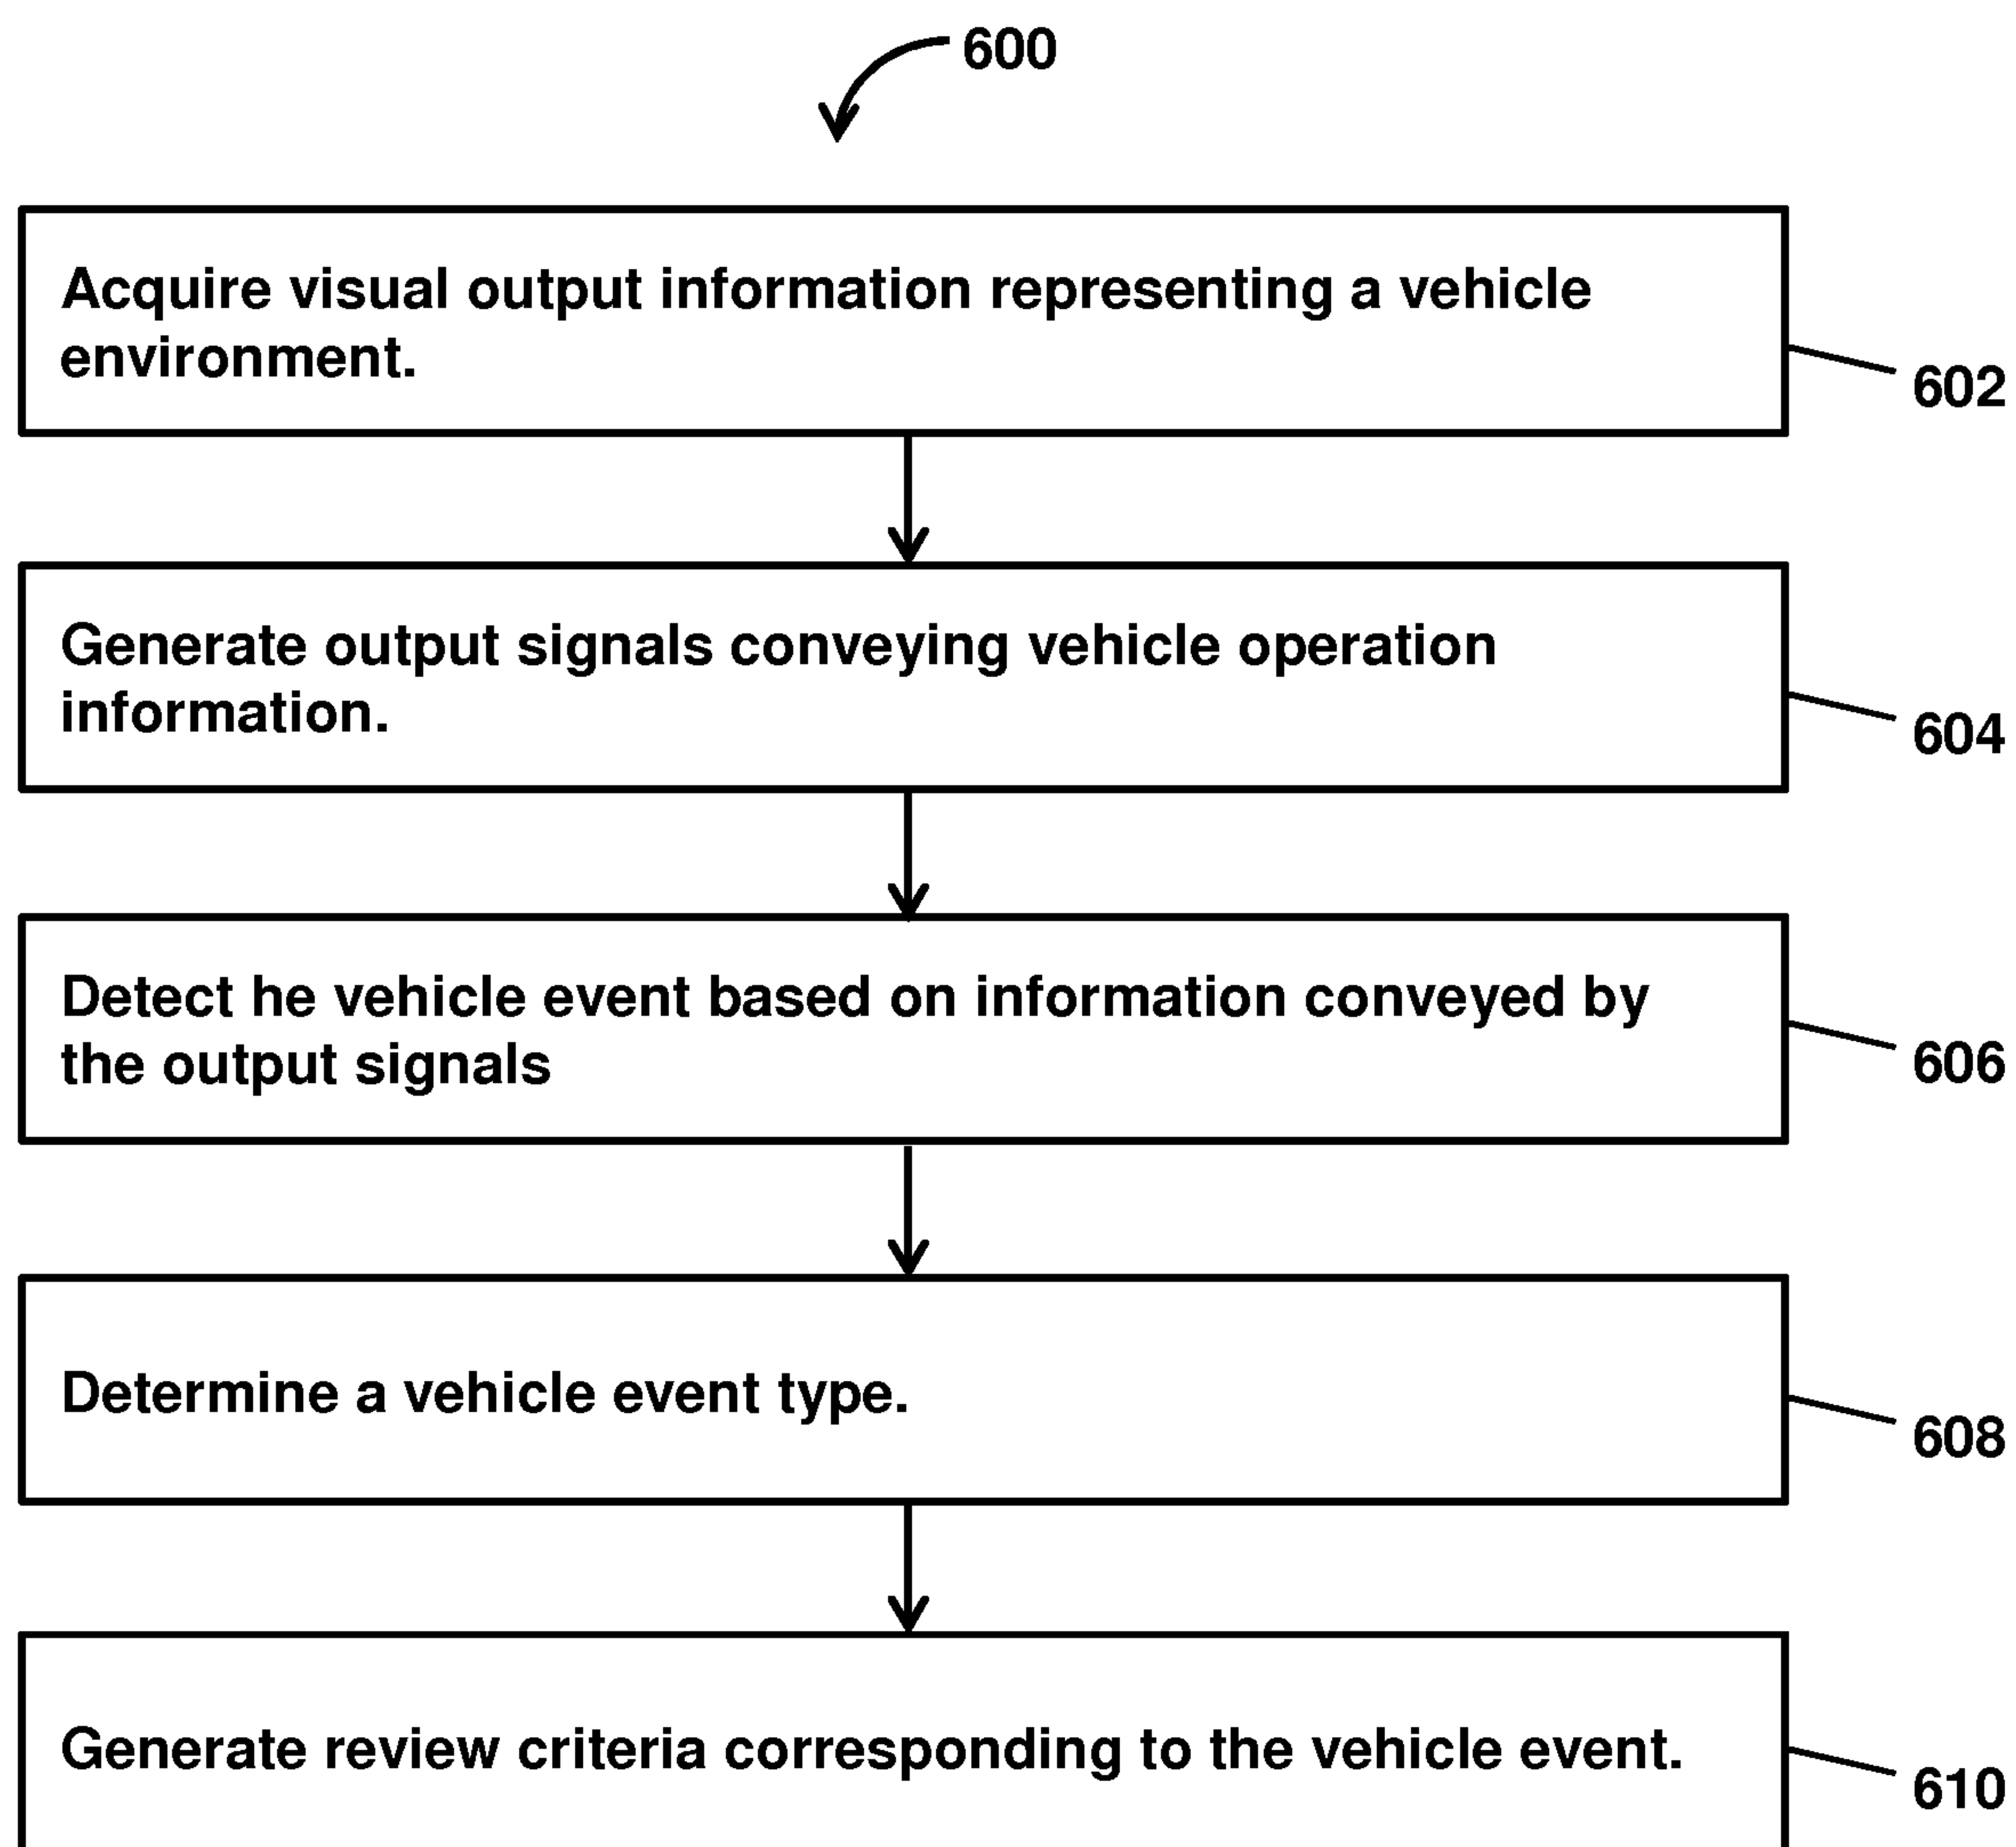 600
Acquire visual output information representing a vehicle
environment.
602
Generate output signals conveying vehicle operation
information.
604
Detect he vehicle event based on information conveyed by
the output signals
606
Determine a vehicle event type.
608
Generate review criteria corresponding to the vehicle event.
610